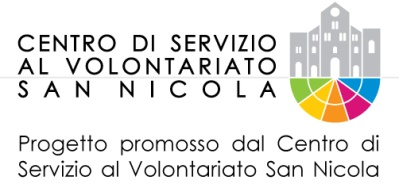 CENTRO DI SERVIZIO
AL VOLONTARIATO
SAN NICOLA
Progetto promosso dal Centro di
Servizio al Volontariato San Nicola